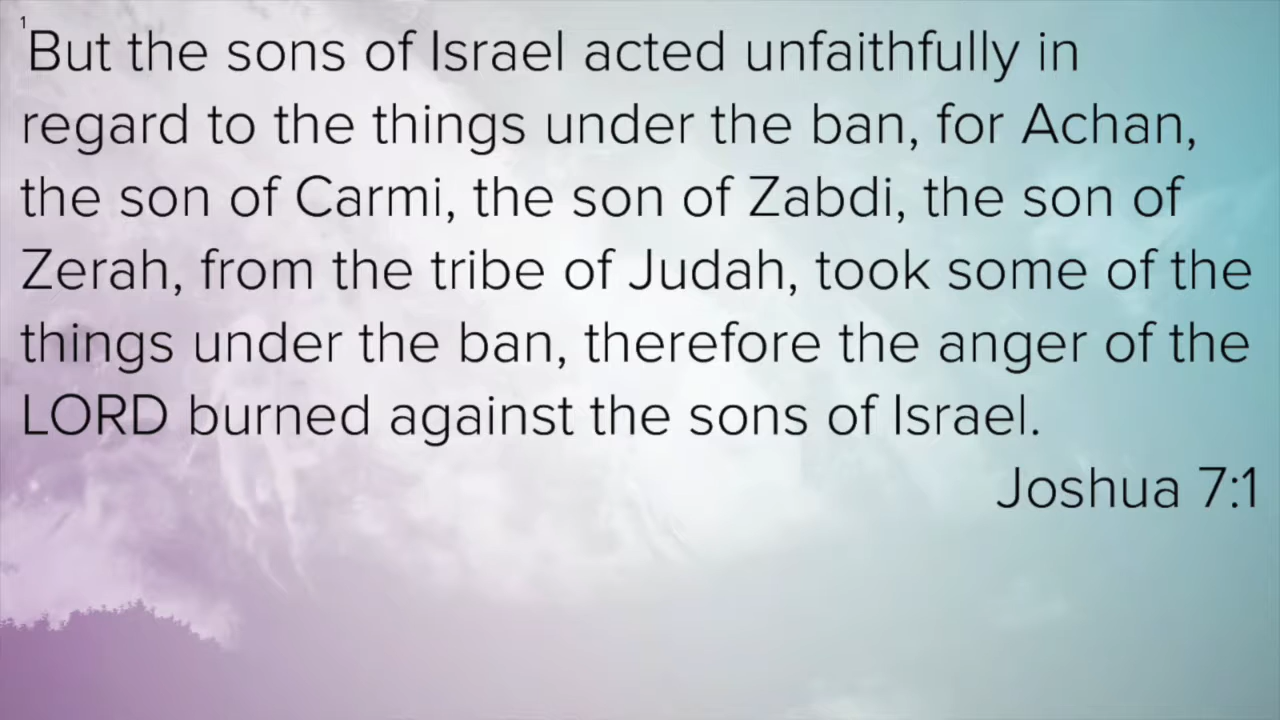 1But the sons of Israel acted unfaithfully in
regard to the things under the ban, for Achan,
the son of Carmi, the son of Zabdi, the son of
Zerah, from the tribe of Judah, took some of the
things under the ban, therefore the anger of the
LORD burned against the sons of Israel.
Joshua 7:1